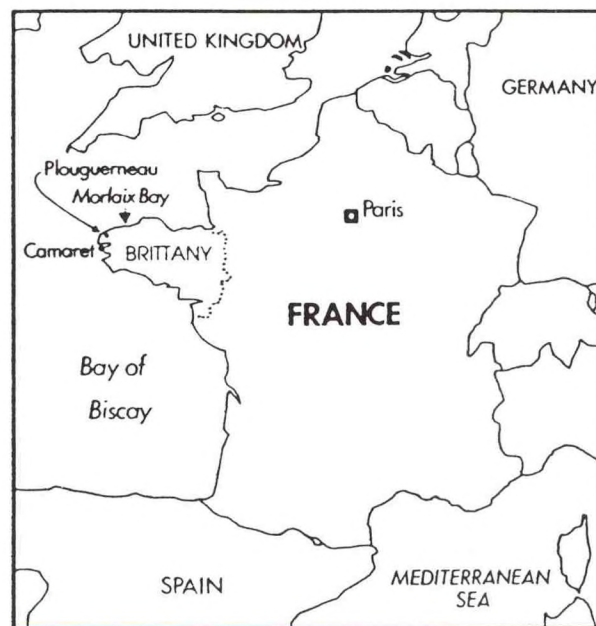 UNITED KINGDOM
GERMANY
Plouguerneau
Morlaix Bay
Paris
Camaret
BRITTANY
FRANCE
Bay of
Biscay
SPAIN
MEDITERRANEAN
SEA